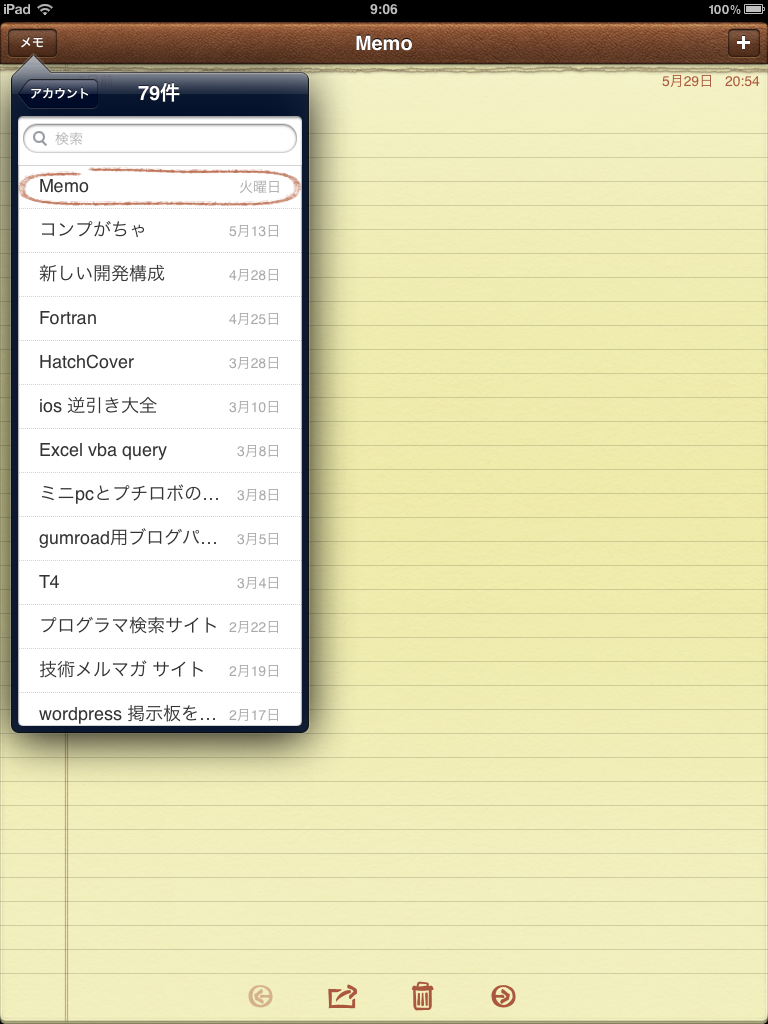 iPad 9:06 100%
メモ Memo +
5月29日 20:54
アカウント 79件
検索
Memo 火曜日
コンプがちゃ 5月13日
新しい開発構成 4月28日
Fortran 4月25日
HatchCover 3月28日
ios 逆引き大全 3月10日
Excel vba query 3月8日
ミニpcとプチロボの... 3月8日
gumroad用ブログパ... 3月5日
T4 3月4日
プログラマ検索サイト 2月22日
技術メルマガ サイト 2月19日
wordpress 掲示板を... 2月17日